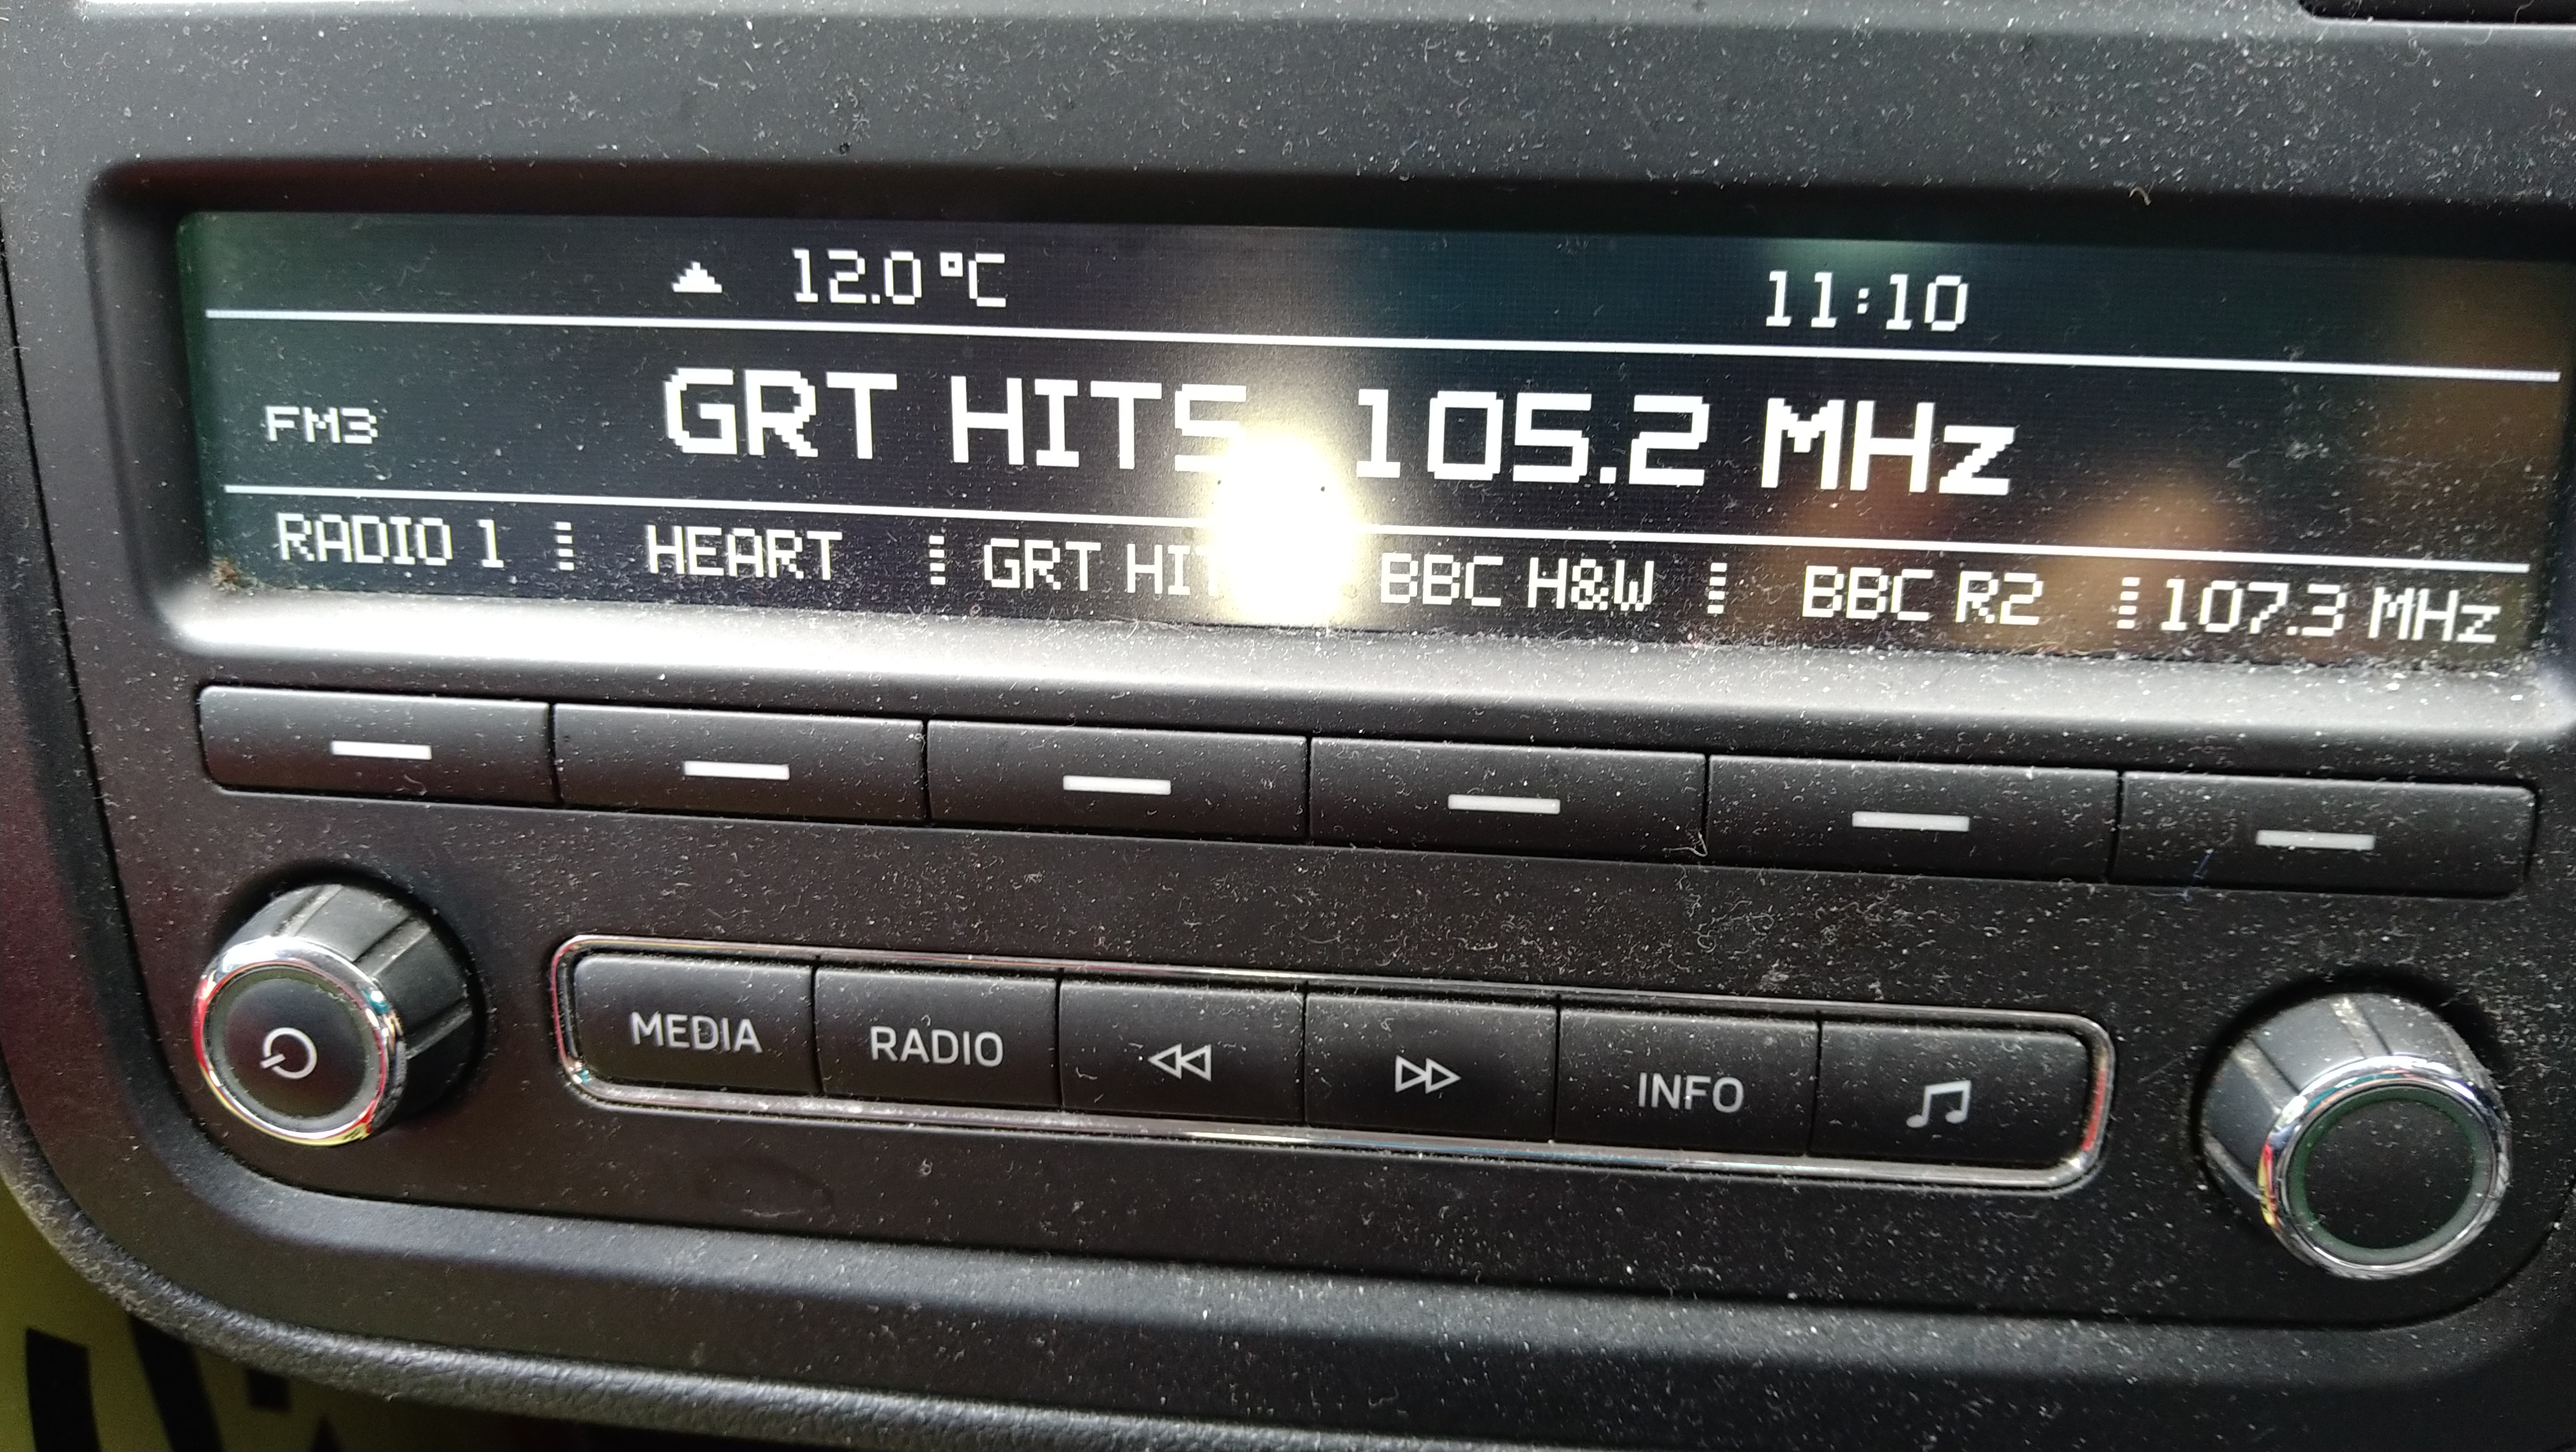 12.0°C 11:10
FM3 GRT HITS 105.2 MHz
RADIO 1 HEART GRT BBC H&W BBC R2 107.3 MHz
MEDIA RADIO INFO